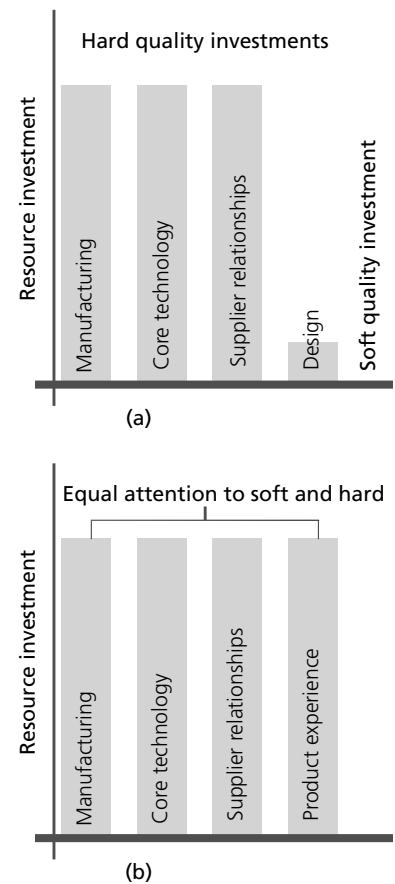 Hard quality investments
Resource investment
Manufacturing
Core technology
Supplier relationships
Design
Soft quality investment
(a)
Equal attention to soft and hard
Resource investment
Manufacturing
Core technology
Supplier relationships
Product experience
(b)